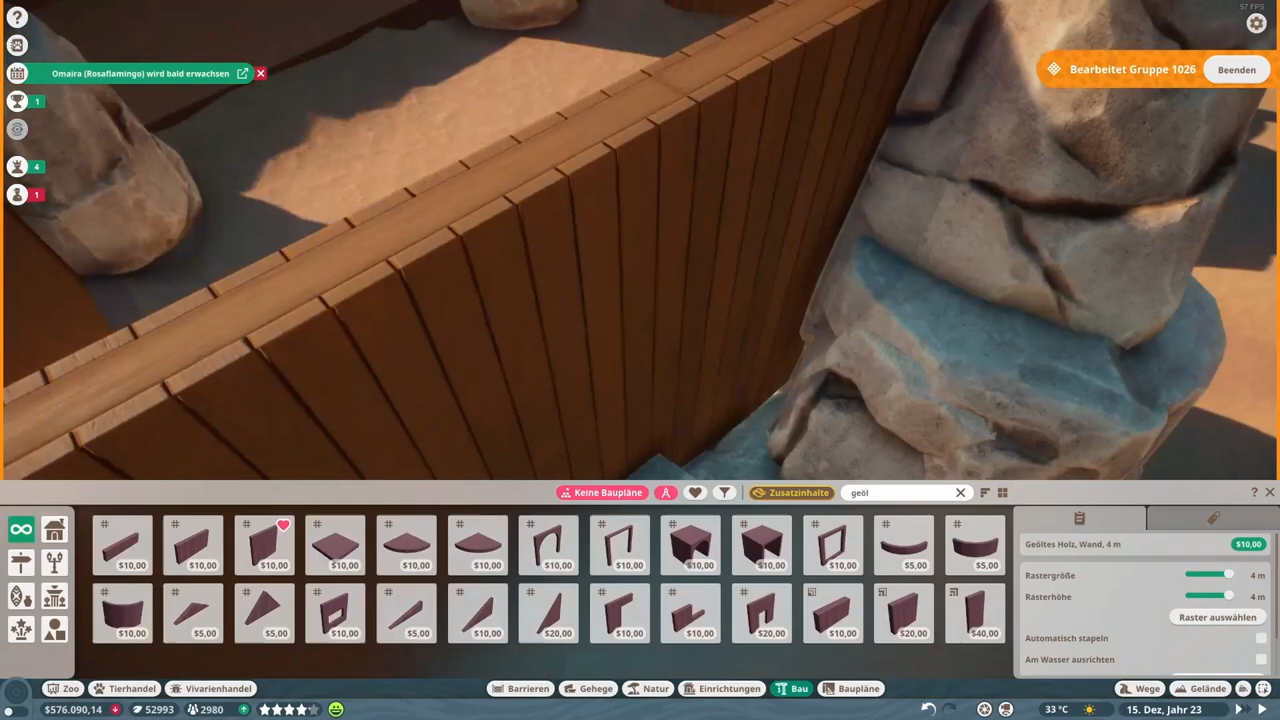 57 FPS
?
Omaira (Rosaflamingo) wird bald erwachsen
Bearbeitet Gruppe 1026
Beenden
1
4
1
Keine Baupläne
Zusatzinhalte
geöl
?
$10,00 $10,00 $10,00 $10,00 $10,00 $10,00 $10,00 $10,00 $10,00 $10,00 $10,00 $5,00 $5,00
$10,00 $5,00 $5,00 $10,00 $5,00 $10,00 $20,00 $10,00 $10,00 $20,00 $10,00 $20,00 $40,00
Geöltes Holz, Wand, 4 m
$10,00
Rastergröße
4 m
Rasterhöhe
4 m
Raster auswählen
Automatisch stapeln
Am Wasser ausrichten
Zoo
Tierhandel
Vivarienhandel
Barrieren
Gehege
Natur
Einrichtungen
Bau
Baupläne
Wege
Gelände
$576.090,14
52993
2980
33 °C
15. Dez, Jahr 23